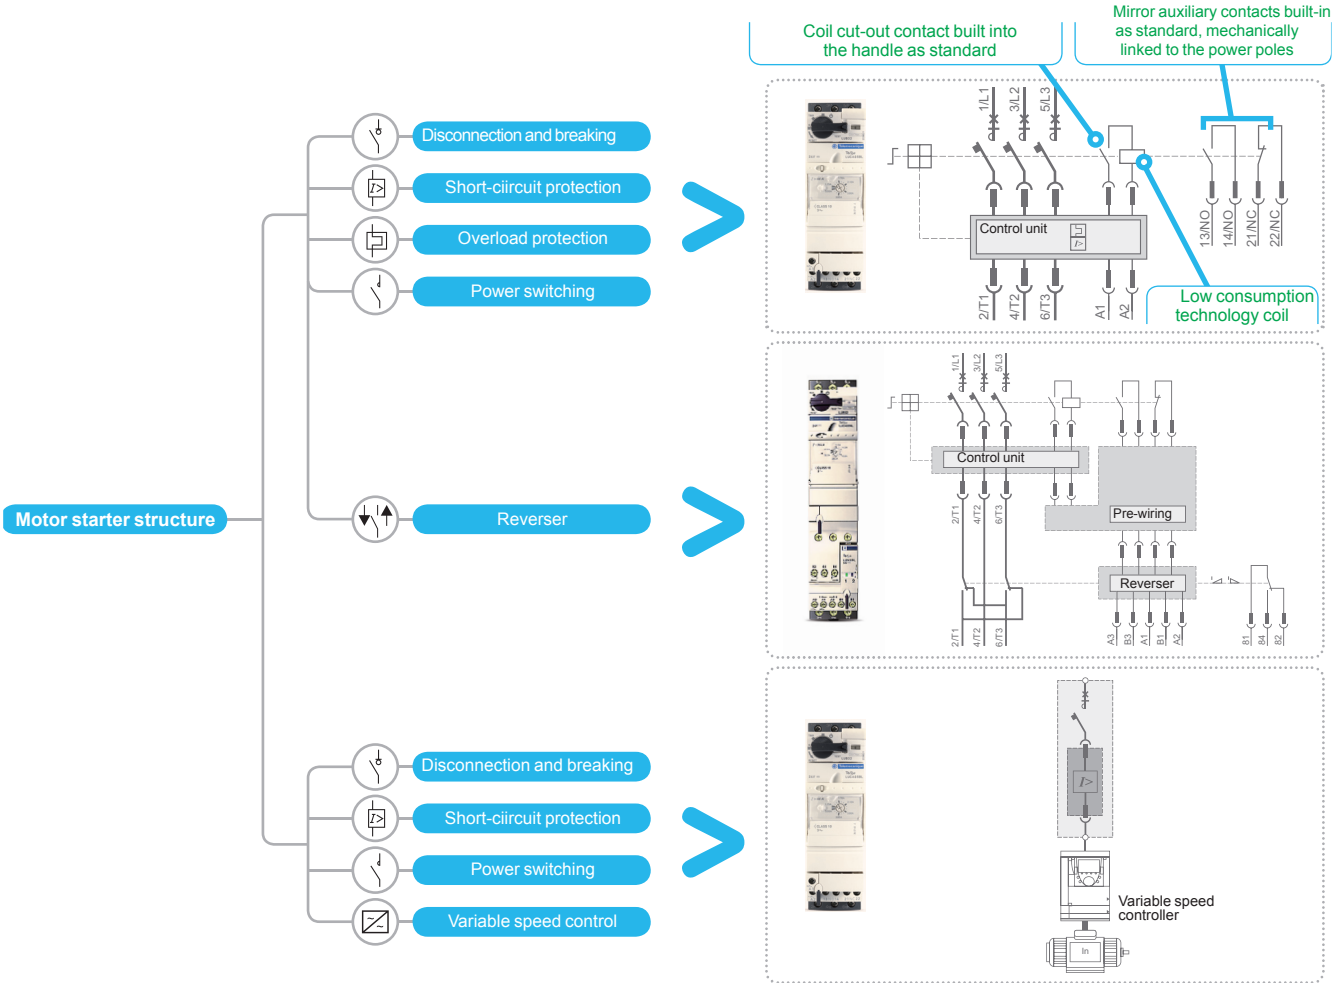 Coil cut-out contact built into
the handle as standard
Mirror auxiliary contacts built-in
as standard, mechanically
linked to the power poles
Disconnection and breaking
Short-ciircuit protection
Overload protection
Power switching
1/L1
3/L2
5/L3
Control unit
I>
I>
2/T1
4/T2
6/T3
A1
A2
13/NO
14/NO
21/NC
22/NC
Low consumption
technology coil
Motor starter structure
Reverser
1/L1
3/L2
5/L3
Control unit
2/T1
4/T2
6/T3
Pre-wiring
Reverser
2/T1
4/T2
6/T3
A3
B3
A1
B1
A2
81
84
82
Disconnection and breaking
Short-ciircuit protection
Power switching
Variable speed control
I>
I>
Variable speed
controller
In